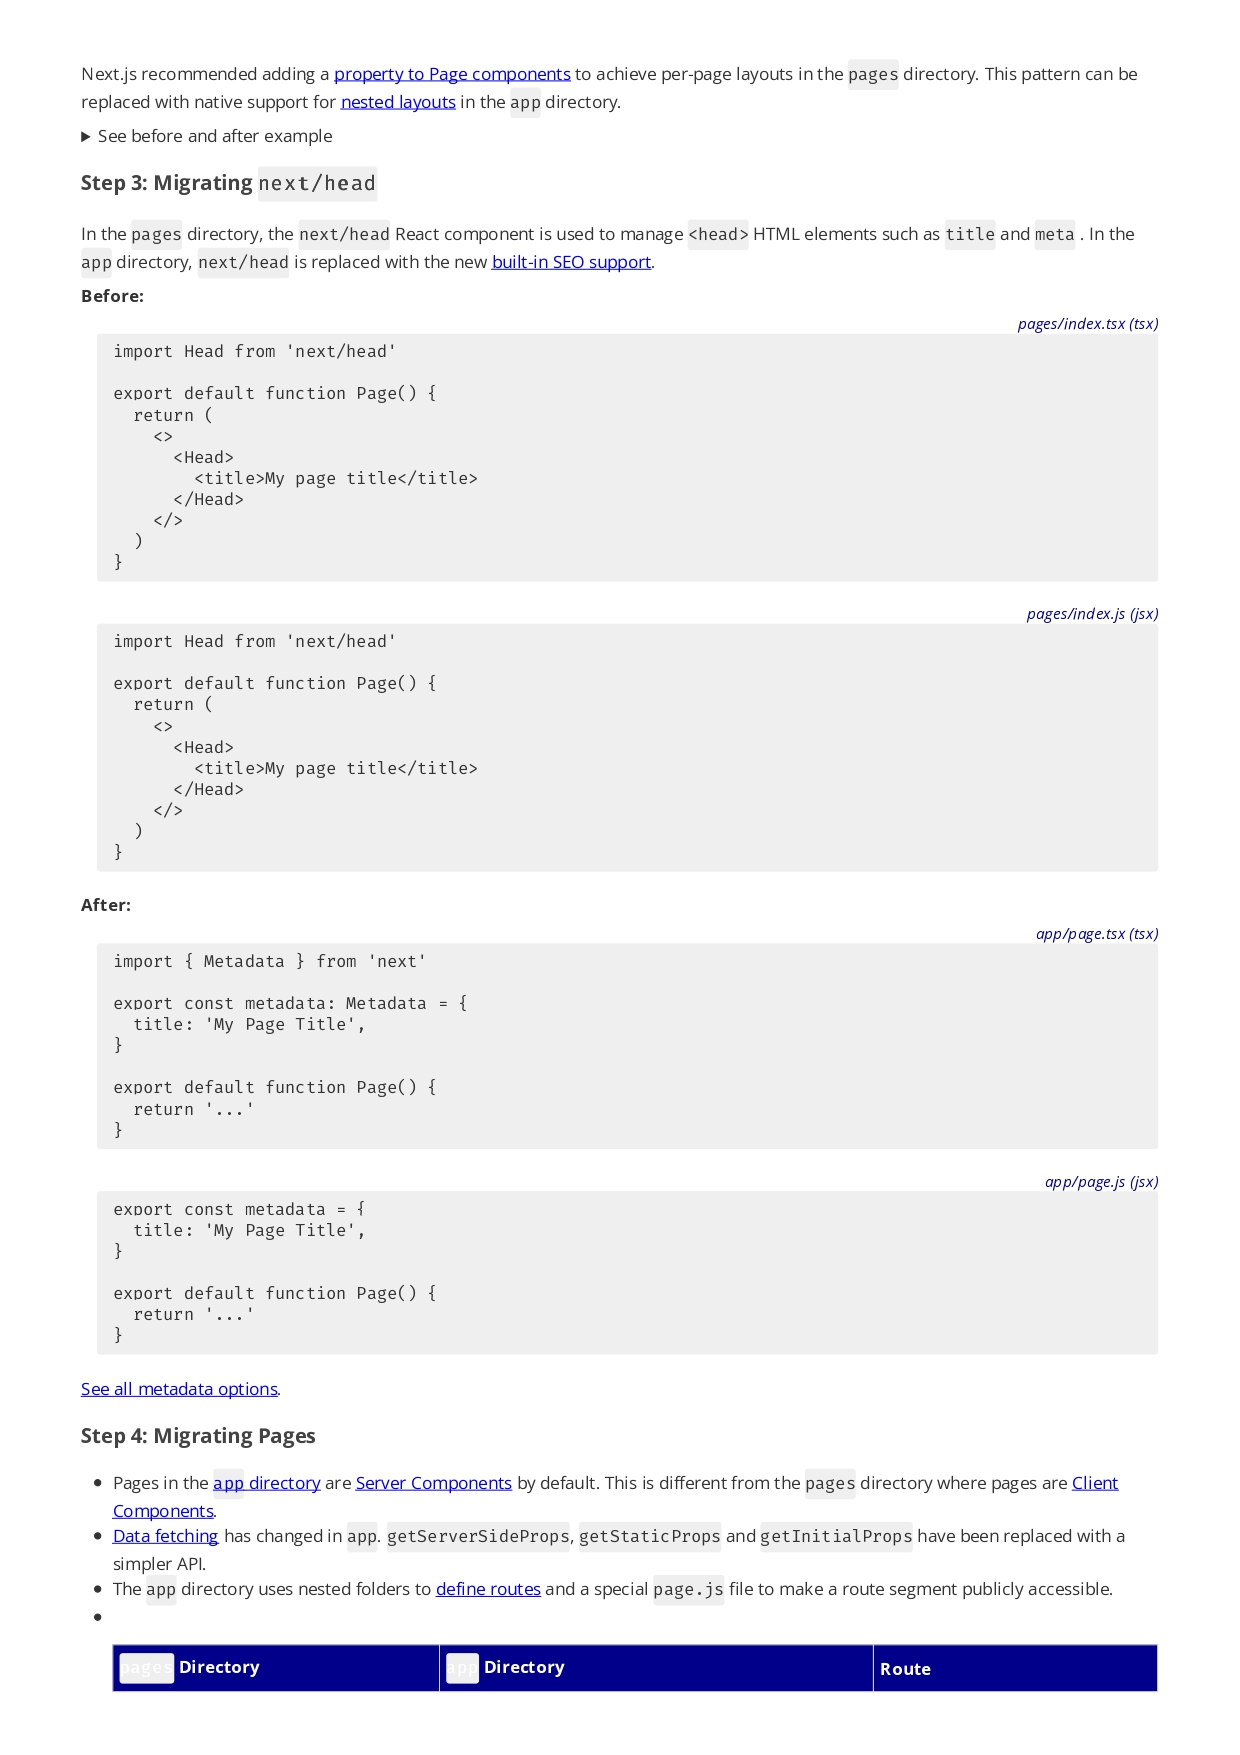 Next.js recommended adding a property to Page components to achieve per-page layouts in the pages directory. This pattern can be
replaced with native support for nested layouts in the app directory.
▶ See before and after example
Step 3: Migrating next/head
In the pages directory, the next/head React component is used to manage <head> HTML elements such as title and meta . In the
app directory, next/head is replaced with the new built-in SEO support.
Before:
pages/index.tsx (tsx)
import Head from 'next/head'

export default function Page() {
  return (
    <>
      <Head>
        <title>My page title</title>
      </Head>
    </>
  )
}
pages/index.js (jsx)
import Head from 'next/head'

export default function Page() {
  return (
    <>
      <Head>
        <title>My page title</title>
      </Head>
    </>
  )
}
After:
app/page.tsx (tsx)
import { Metadata } from 'next'

export const metadata: Metadata = {
  title: 'My Page Title',
}

export default function Page() {
  return '...'
}
app/page.js (jsx)
export const metadata = {
  title: 'My Page Title',
}

export default function Page() {
  return '...'
}
See all metadata options.
Step 4: Migrating Pages
• Pages in the app directory are Server Components by default. This is different from the pages directory where pages are Client
Components.
• Data fetching has changed in app. getServerSideProps, getStaticProps and getInitialProps have been replaced with a
simpler API.
• The app directory uses nested folders to define routes and a special page.js file to make a route segment publicly accessible.
•
pages Directory app Directory Route